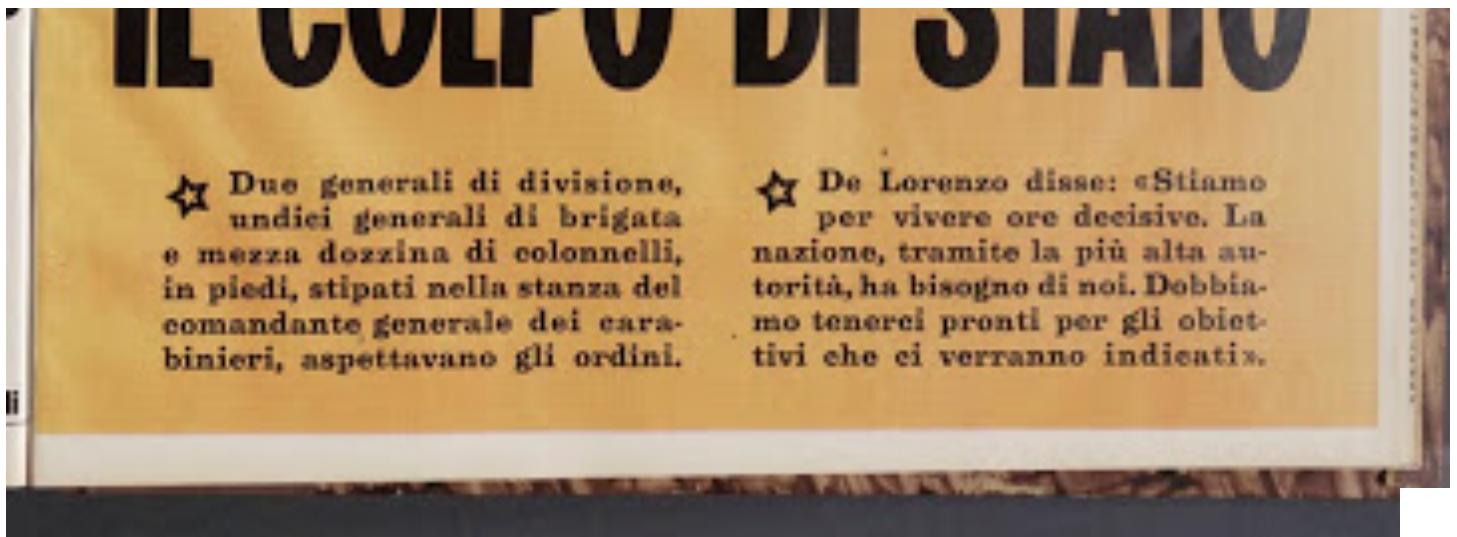 IL COLPO DI STATO
Due generali di divisione,
undici generali di brigata
e mezza dozzina di colonnelli,
in piedi, stipati nella stanza del
comandante generale dei cara-
binieri, aspettavano gli ordini.
De Lorenzo disse: «Stiamo
per vivere ore decisive. La
nazione, tramite la più alta au-
torità, ha bisogno di noi. Dobbia-
mo tenerci pronti per gli obiet-
tivi che ci verranno indicati».